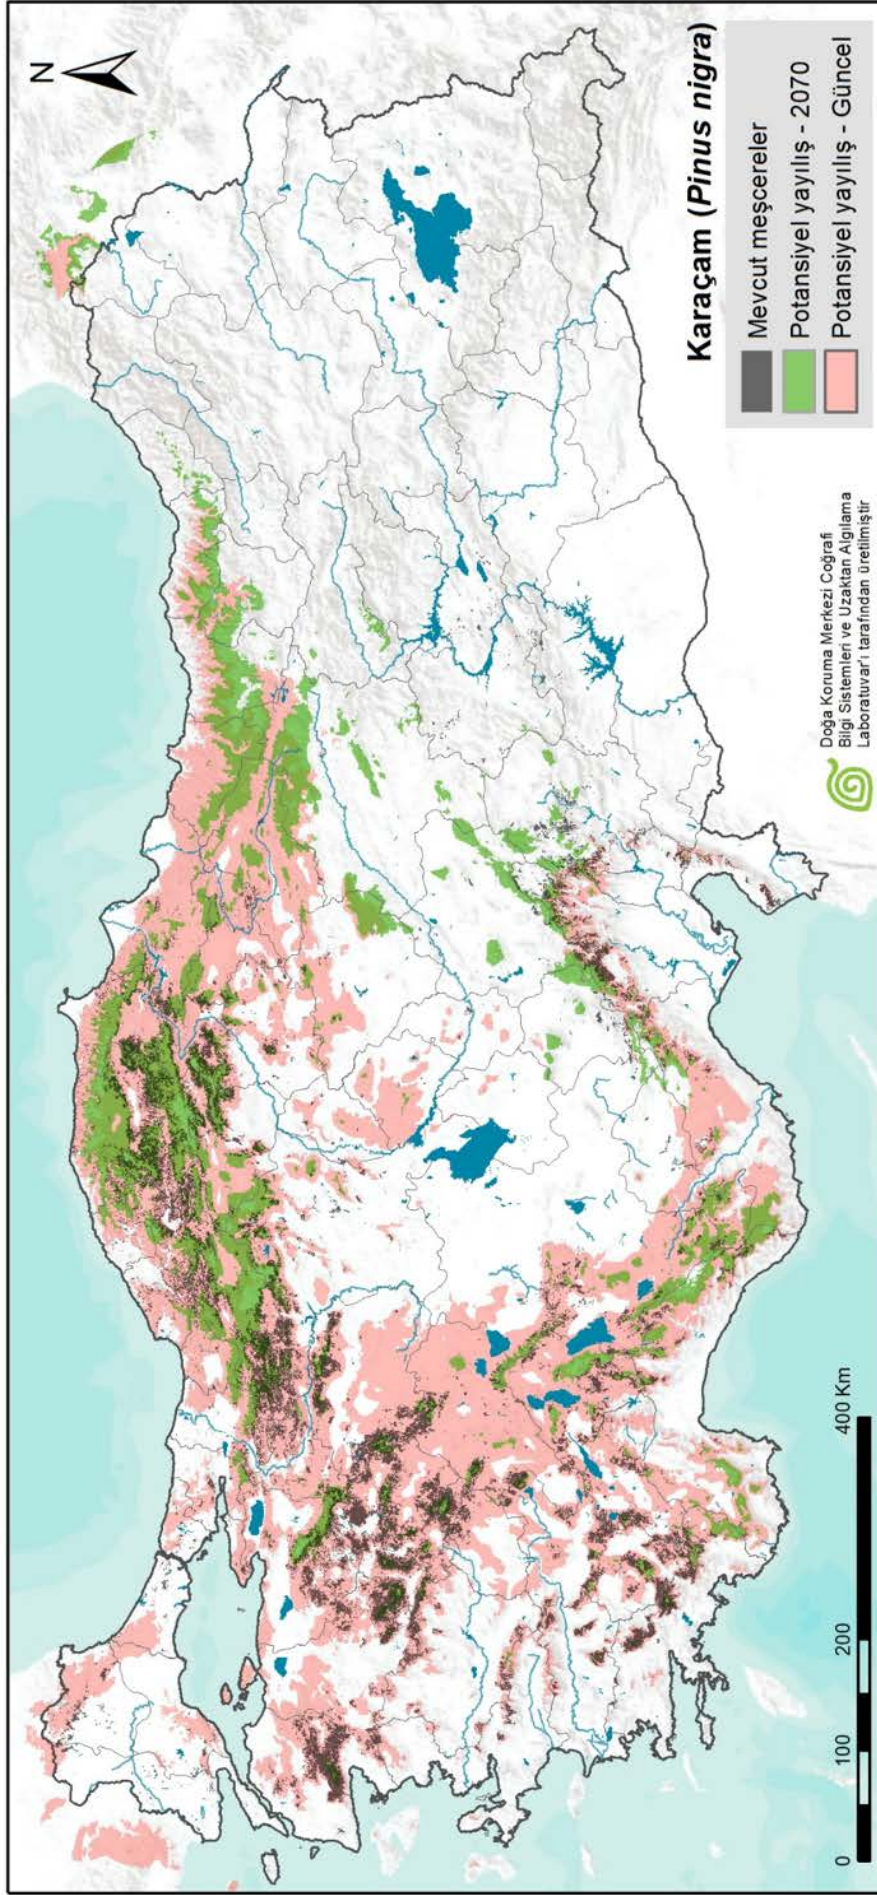 N
Karaçam (Pinus nigra)
Mevcut meşcereler
Potansiyel yayılış - 2070
Potansiyel yayılış - Güncel
Doğa Koruma Merkezi Coğrafi
Bilgi Sistemleri ve Uzaktan Algılama
Laboratuvar'ı tarafından üretilmiştir
0 100 200 400 Km